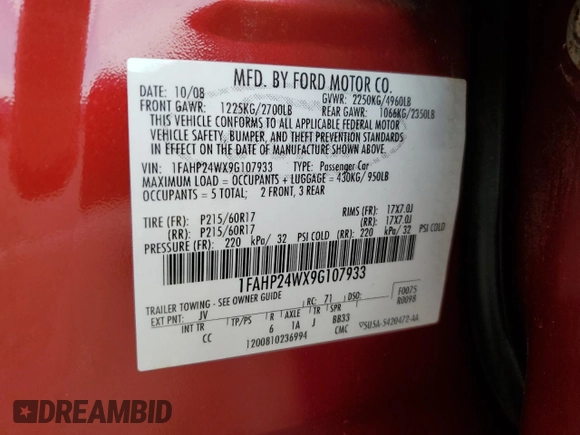 MFD. BY FORD MOTOR CO.
DATE: 10/08 GVWR: 2250KG/4960LB
FRONT GAWR: 1225KG/2700LB REAR GAWR: 1066KG/2350LB
THIS VEHICLE CONFORMS TO ALL APPLICABLE FEDERAL MOTOR
VEHICLE SAFETY, BUMPER, AND THEFT PREVENTION STANDARDS
IN EFFECT ON THE DATE OF MANUFACTURE SHOWN ABOVE.
VIN: 1FAHP24WX9G107933 TYPE: Passenger Car
MAXIMUM LOAD = OCCUPANTS + LUGGAGE = 430KG/950LB
OCCUPANTS = 5 TOTAL: 2 FRONT, 3 REAR
TIRE (FR): P215/60R17 RIMS (FR): 17X7.0J
(RR): P215/60R17 (RR): 17X7.0J
PRESSURE (FR): 220 kPa/ 32 PSI COLD (RR): 220 kPa/ 32 PSI COLD
1FAHP24WX9G107933
TRAILER TOWING - SEE OWNER GUIDE
EXT PNT: JV RC: 71 DSO: F0075
R0098
INT TR TP/PS R AXLE TR SPR
CC 6 1A J BB33
1200810236994 CMC 5U5A-5420472-AA
DREAMBID